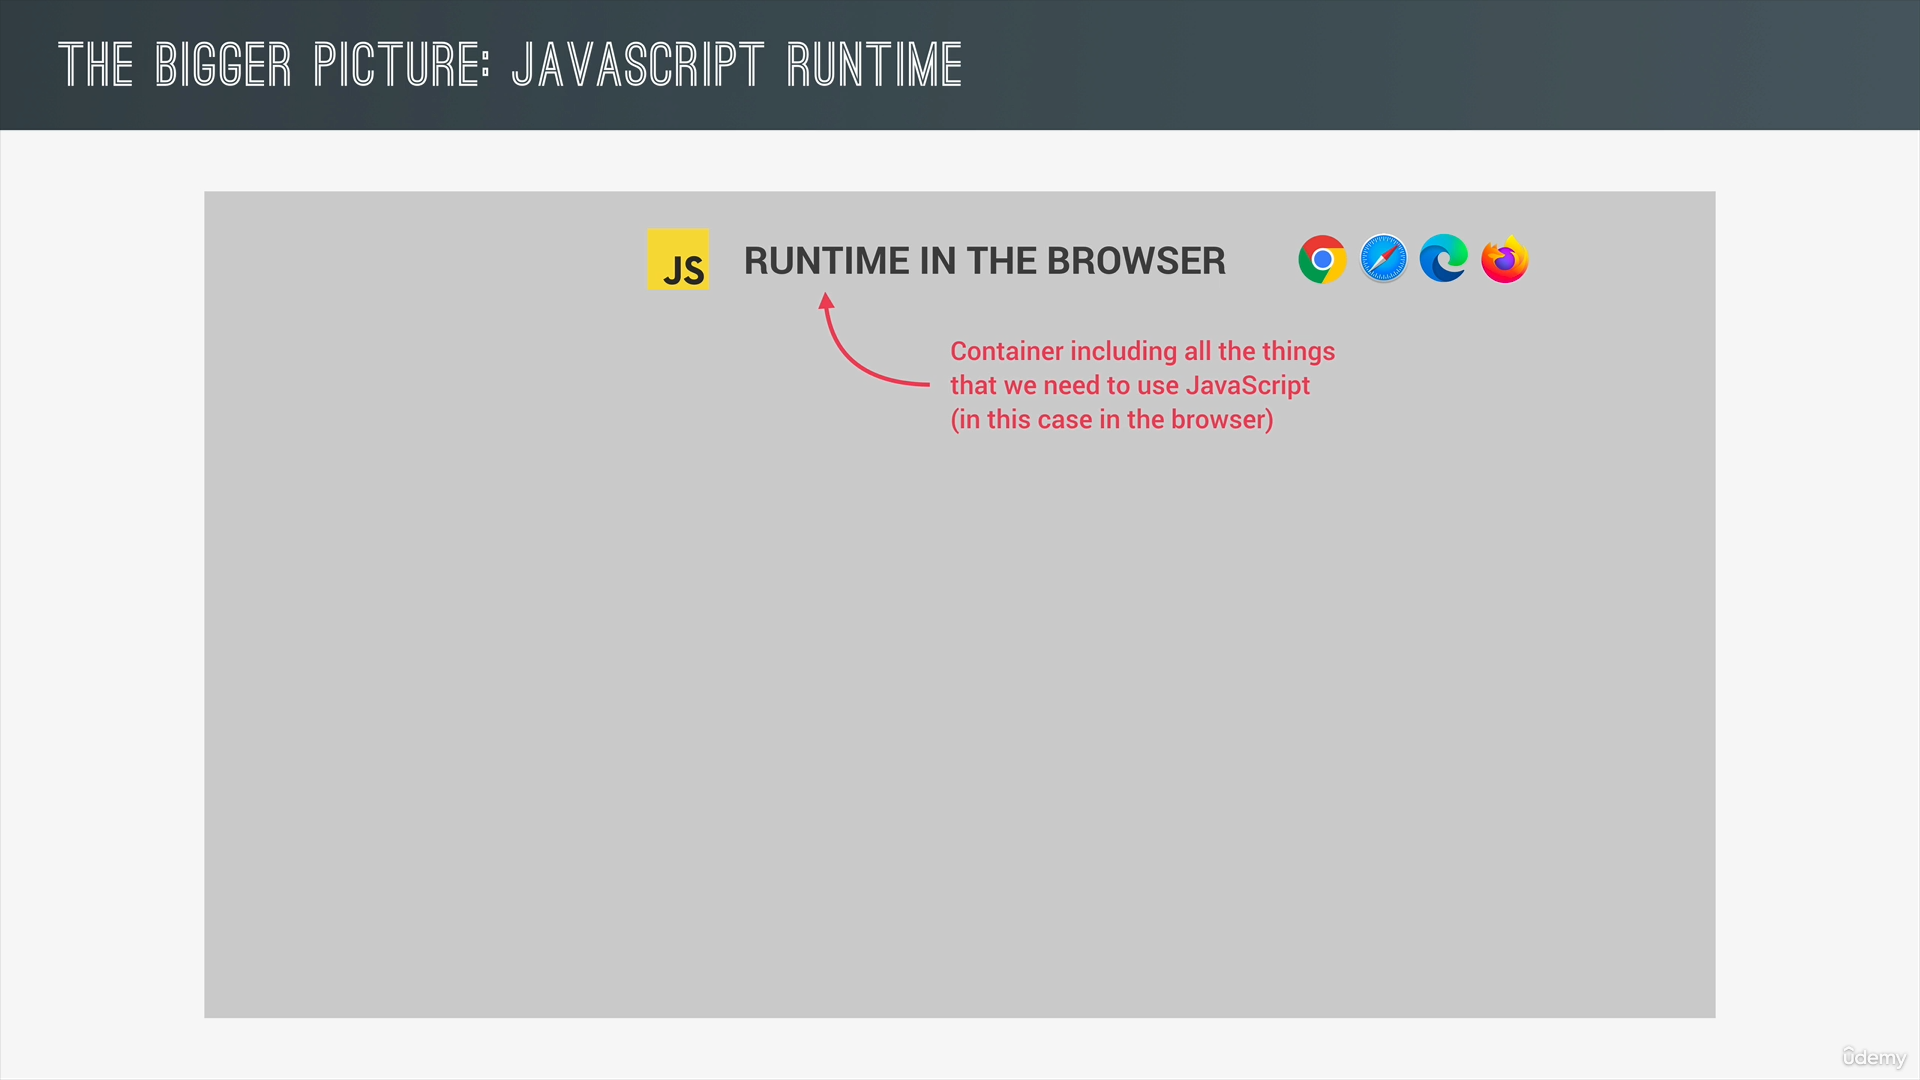 THE BIGGER PICTURE: JAVASCRIPT RUNTIME
JS
RUNTIME IN THE BROWSER
Container including all the things
that we need to use JavaScript
(in this case in the browser)
ûdemy